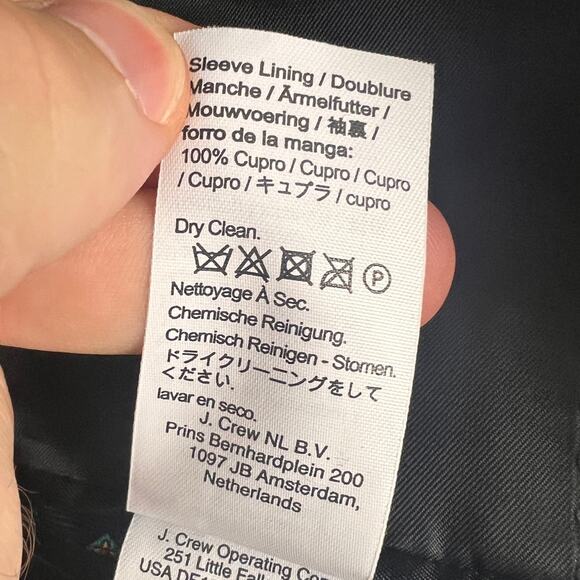 Sleeve Lining / Doublure
Manche / Ärmelfutter /
Mouwvoering / 袖裏 /
forro de la manga:
100% Cupro / Cupro / Cupro
/ Cupro / キュプラ / cupro
Dry Clean.
P
Nettoyage À Sec.
Chemische Reinigung.
Chemisch Reinigen - Stomen.
ドライクリーニングをして
ください.
lavar en seco.
J. Crew NL B.V.
Prins Bernhardplein 200
1097 JB Amsterdam,
Netherlands
J. Crew Operating
251 Little
USA